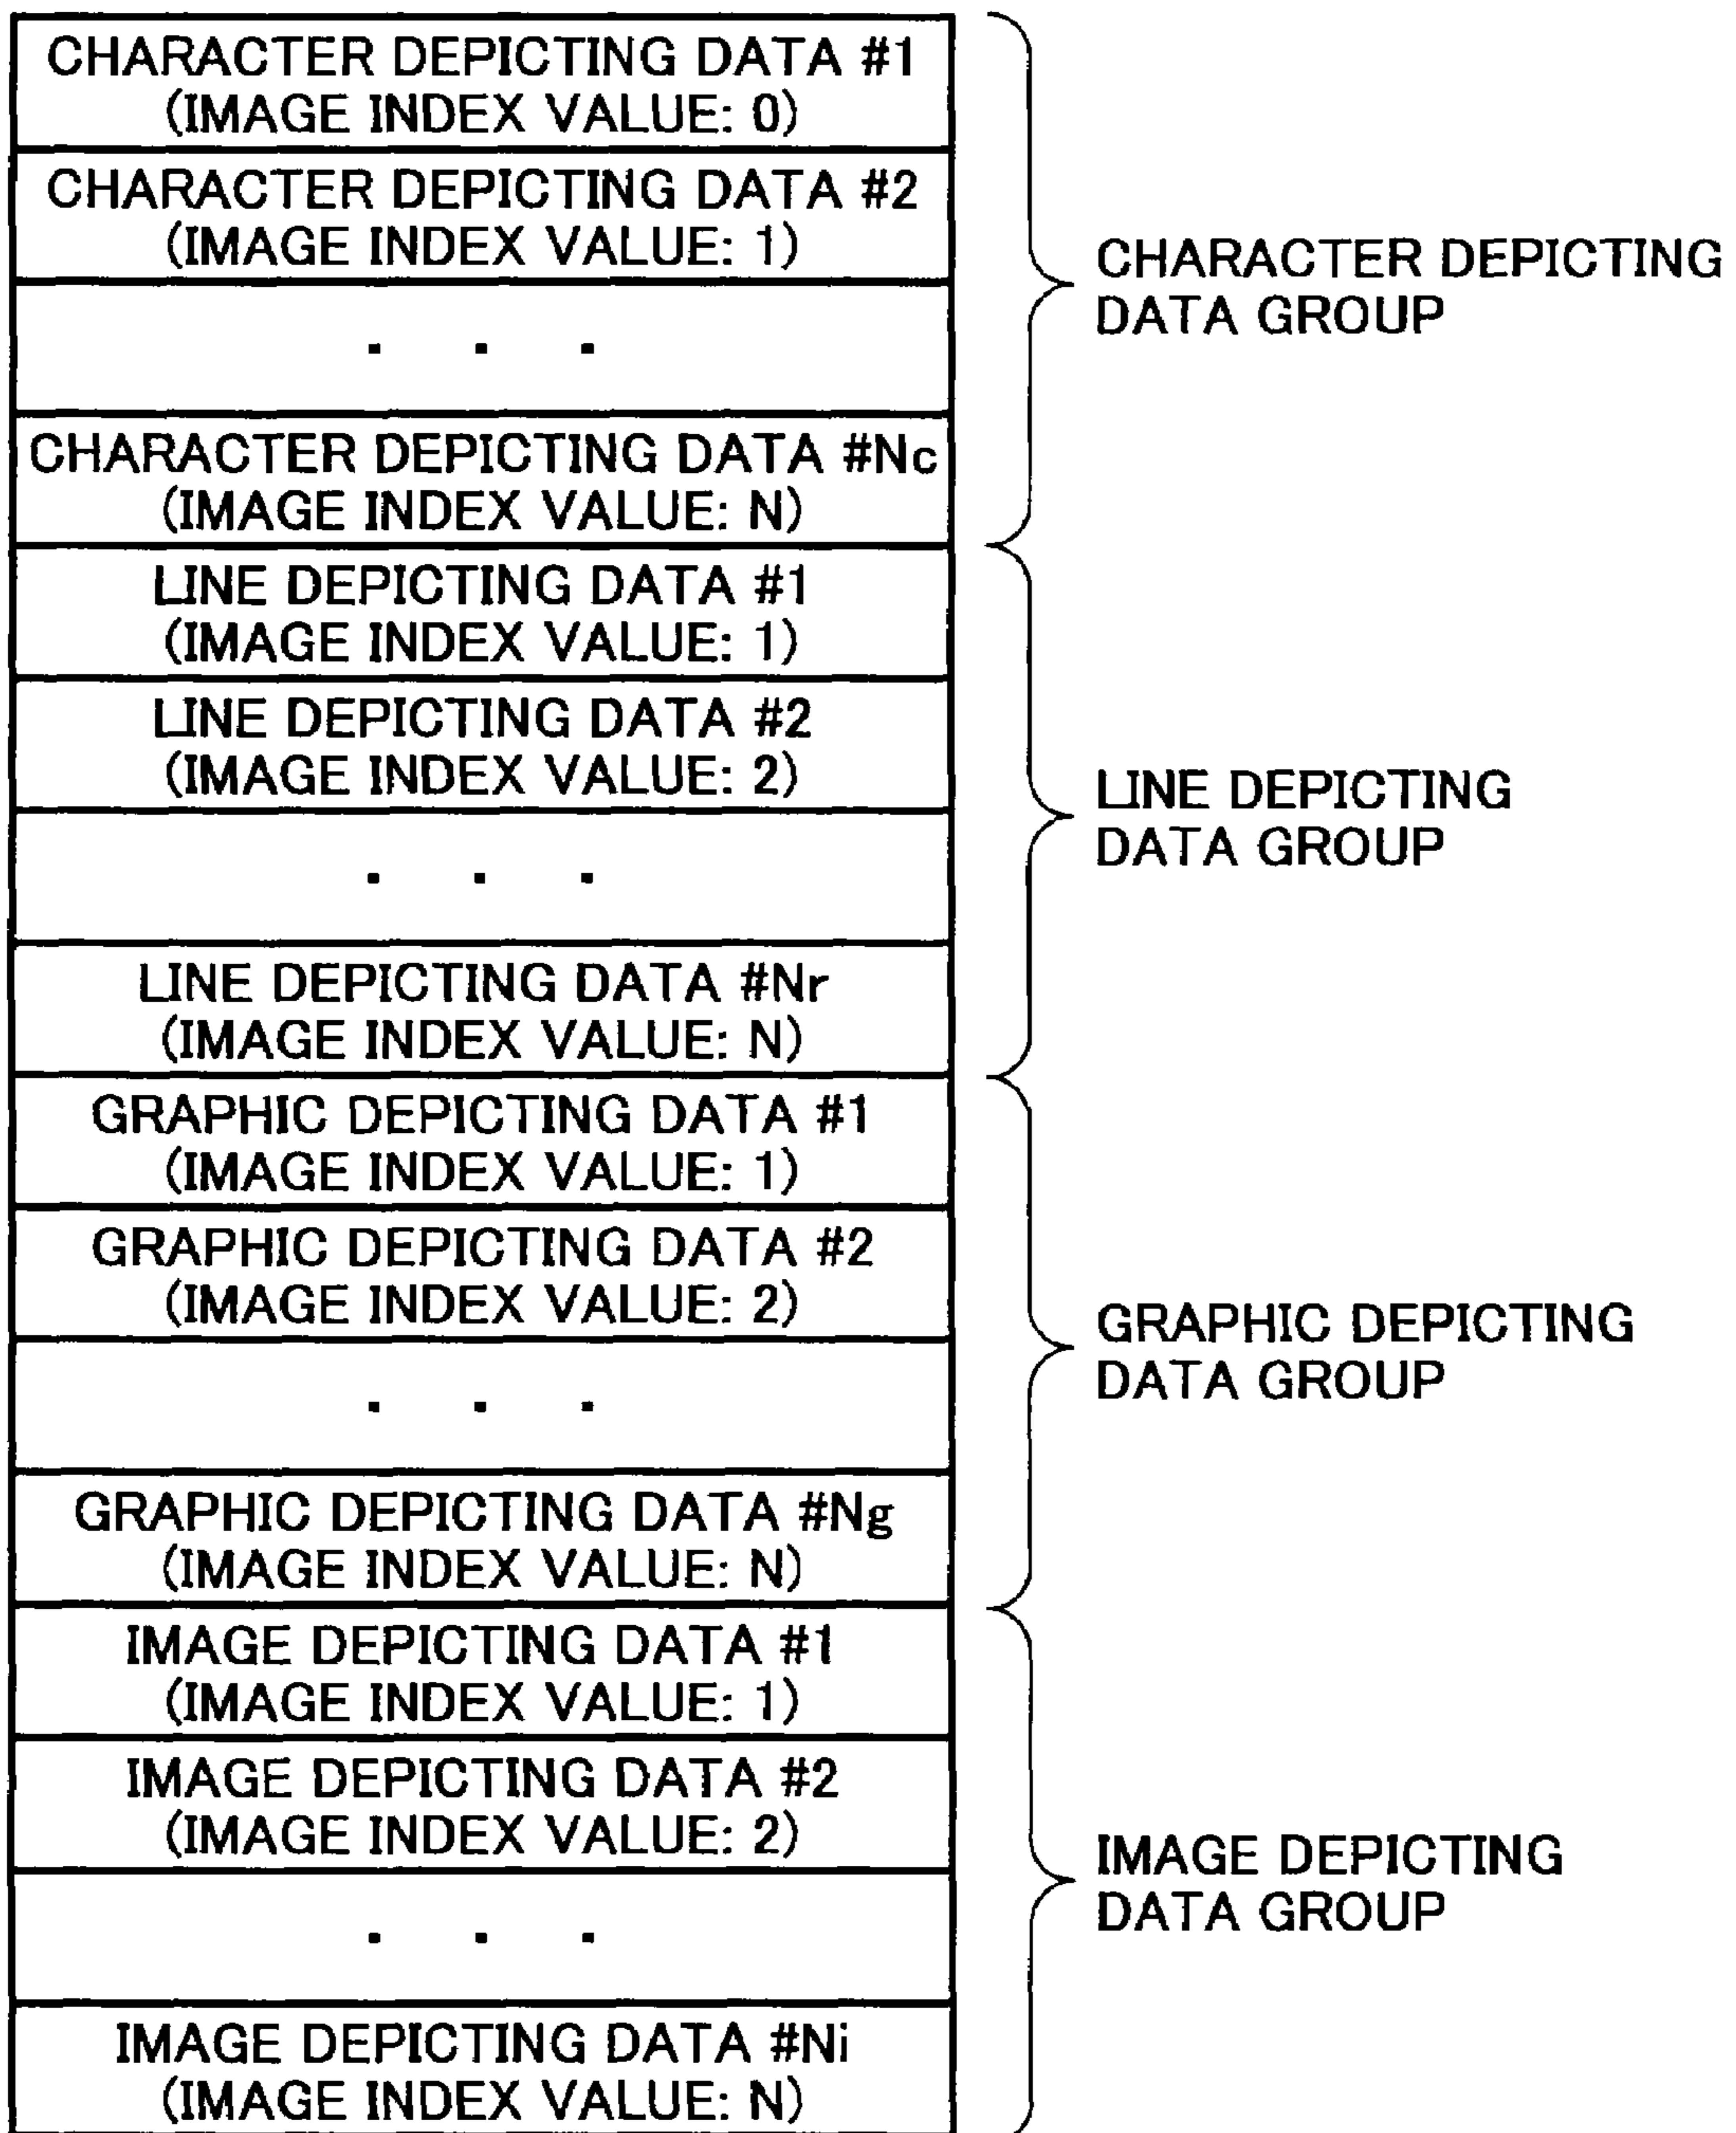 CHARACTER DEPICTING DATA #1
(IMAGE INDEX VALUE: 0)
CHARACTER DEPICTING DATA #2
(IMAGE INDEX VALUE: 1)
. . .
CHARACTER DEPICTING DATA #Nc
(IMAGE INDEX VALUE: N)
CHARACTER DEPICTING
DATA GROUP
LINE DEPICTING DATA #1
(IMAGE INDEX VALUE: 1)
LINE DEPICTING DATA #2
(IMAGE INDEX VALUE: 2)
. . .
LINE DEPICTING DATA #Nr
(IMAGE INDEX VALUE: N)
LINE DEPICTING
DATA GROUP
GRAPHIC DEPICTING DATA #1
(IMAGE INDEX VALUE: 1)
GRAPHIC DEPICTING DATA #2
(IMAGE INDEX VALUE: 2)
. . .
GRAPHIC DEPICTING DATA #Ng
(IMAGE INDEX VALUE: N)
GRAPHIC DEPICTING
DATA GROUP
IMAGE DEPICTING DATA #1
(IMAGE INDEX VALUE: 1)
IMAGE DEPICTING DATA #2
(IMAGE INDEX VALUE: 2)
. . .
IMAGE DEPICTING DATA #Ni
(IMAGE INDEX VALUE: N)
IMAGE DEPICTING
DATA GROUP